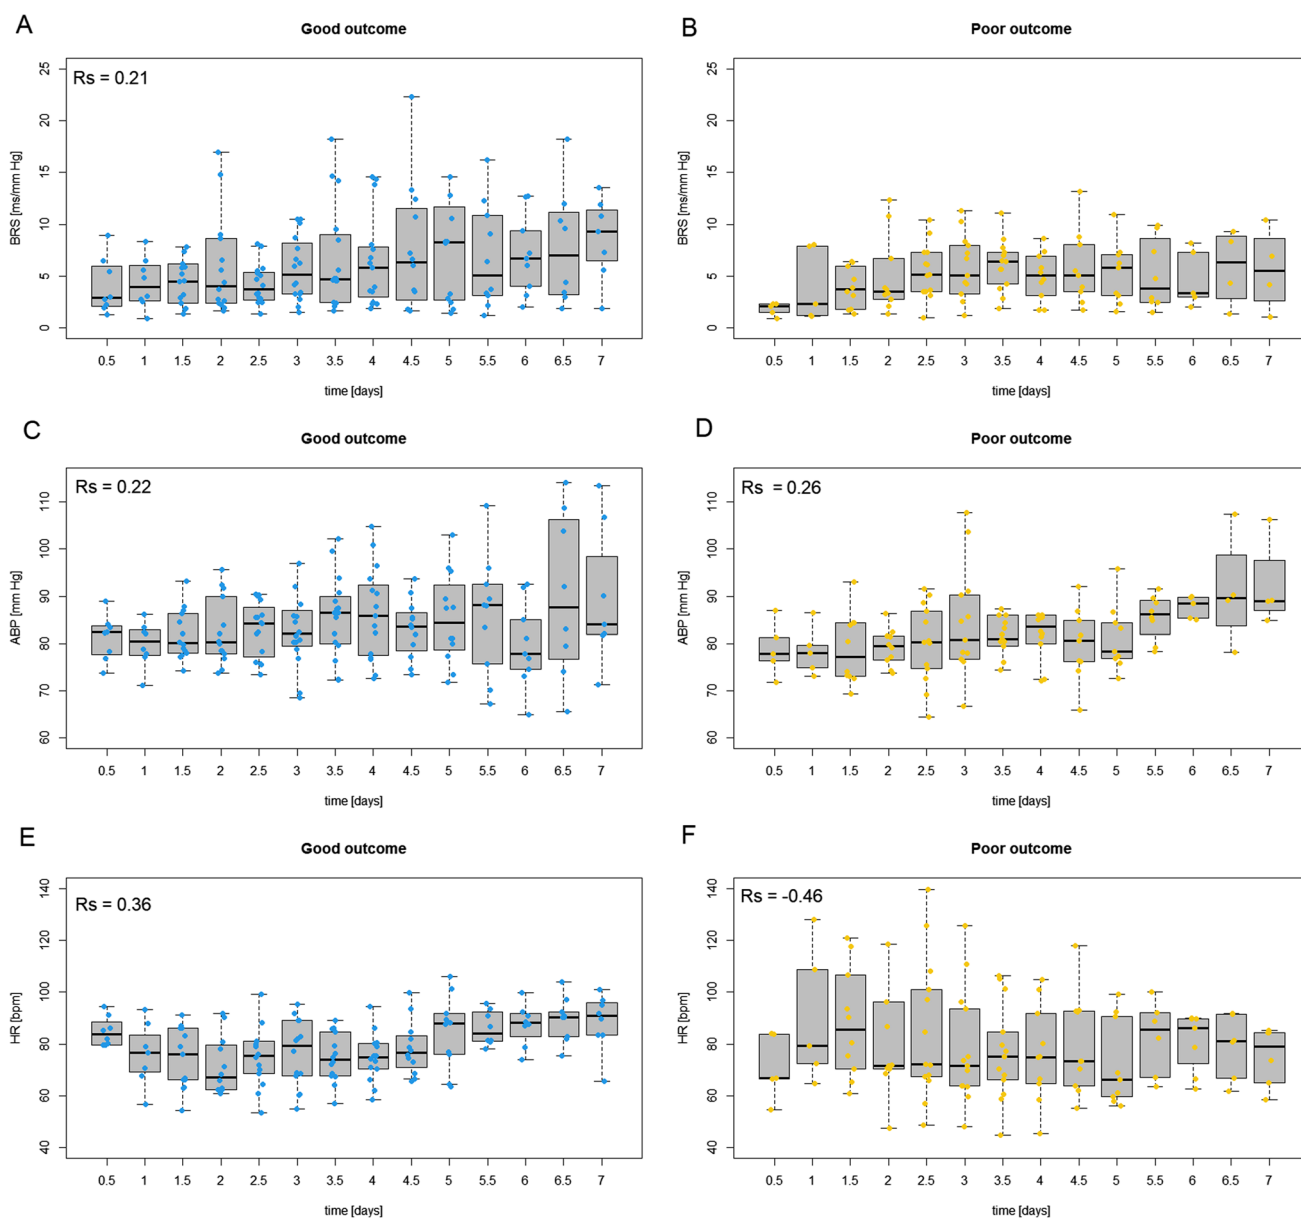 A
Good outcome
Rs = 0.21
BRS [ms/mm Hg]
25
20
15
10
5
0
0.5 1 1.5 2 2.5 3 3.5 4 4.5 5 5.5 6 6.5 7
time [days]
B
Poor outcome
BRS [ms/mm Hg]
25
20
15
10
5
0
0.5 1 1.5 2 2.5 3 3.5 4 4.5 5 5.5 6 6.5 7
time [days]
C
Good outcome
Rs = 0.22
ABP [mm Hg]
110
100
90
80
70
60
0.5 1 1.5 2 2.5 3 3.5 4 4.5 5 5.5 6 6.5 7
time [days]
D
Poor outcome
Rs = 0.26
ABP [mm Hg]
110
100
90
80
70
60
0.5 1 1.5 2 2.5 3 3.5 4 4.5 5 5.5 6 6.5 7
time [days]
E
Good outcome
Rs = 0.36
HR [bpm]
140
120
100
80
60
40
0.5 1 1.5 2 2.5 3 3.5 4 4.5 5 5.5 6 6.5 7
time [days]
F
Poor outcome
Rs = -0.46
HR [bpm]
140
120
100
80
60
40
0.5 1 1.5 2 2.5 3 3.5 4 4.5 5 5.5 6 6.5 7
time [days]